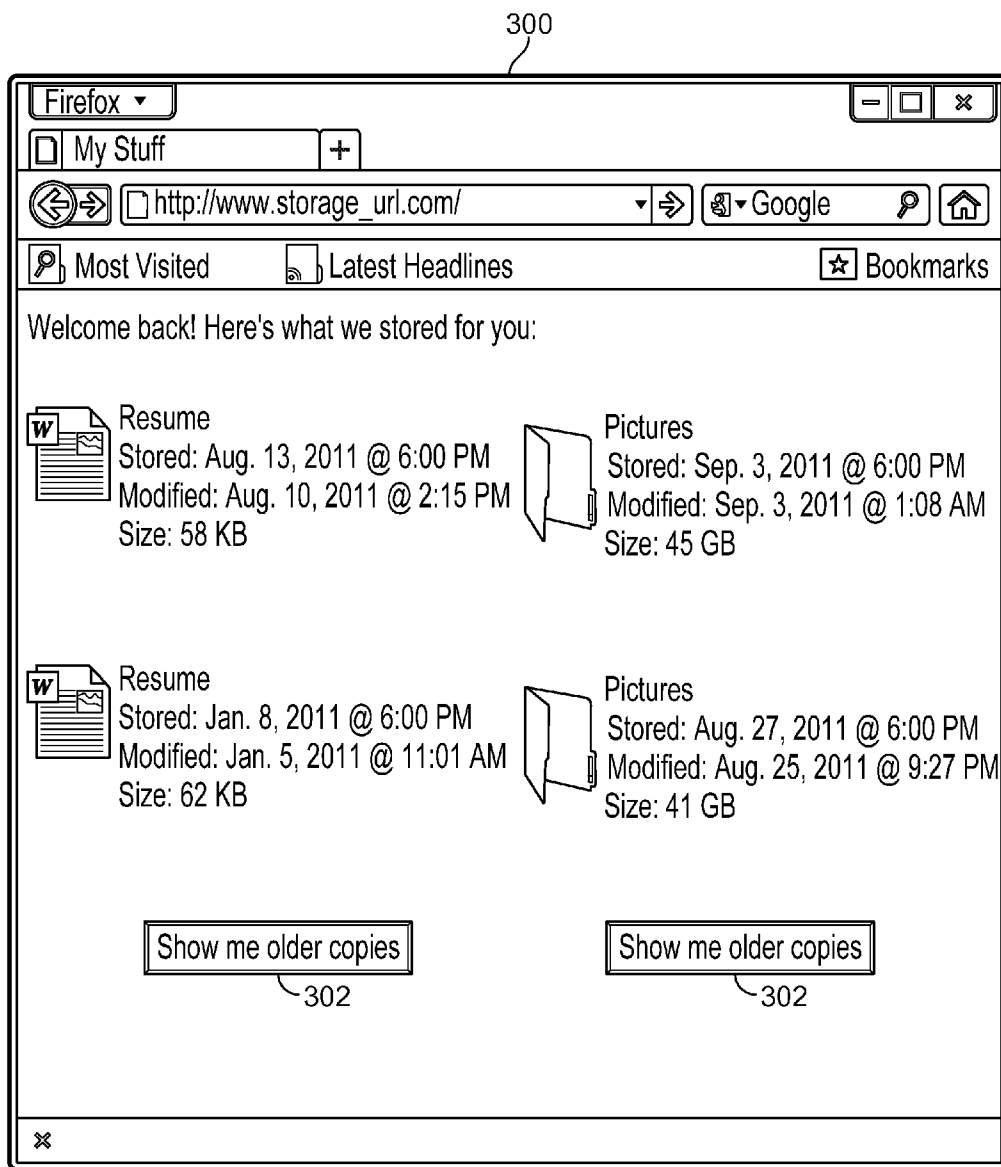 300
Firefox
My Stuff
http://www.storage_url.com/
Google
Most Visited
Latest Headlines
Bookmarks
Welcome back! Here's what we stored for you:
W
Resume
Stored: Aug. 13, 2011 @ 6:00 PM
Modified: Aug. 10, 2011 @ 2:15 PM
Size: 58 KB
Pictures
Stored: Sep. 3, 2011 @ 6:00 PM
Modified: Sep. 3, 2011 @ 1:08 AM
Size: 45 GB
W
Resume
Stored: Jan. 8, 2011 @ 6:00 PM
Modified: Jan. 5, 2011 @ 11:01 AM
Size: 62 KB
Pictures
Stored: Aug. 27, 2011 @ 6:00 PM
Modified: Aug. 25, 2011 @ 9:27 PM
Size: 41 GB
Show me older copies
302
Show me older copies
302